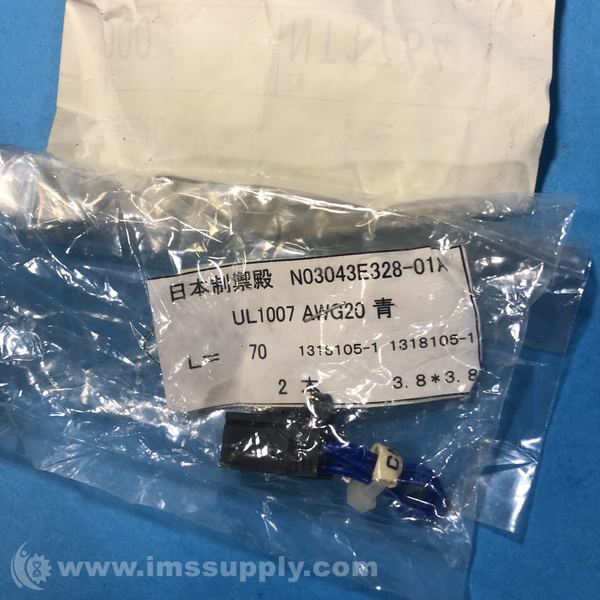 日本制禦殿 N03043E328-01A
UL1007 AWG20 青
L= 70 1318105-1 1318105-1
2 本 3.8*3.8
C
www.imssupply.com